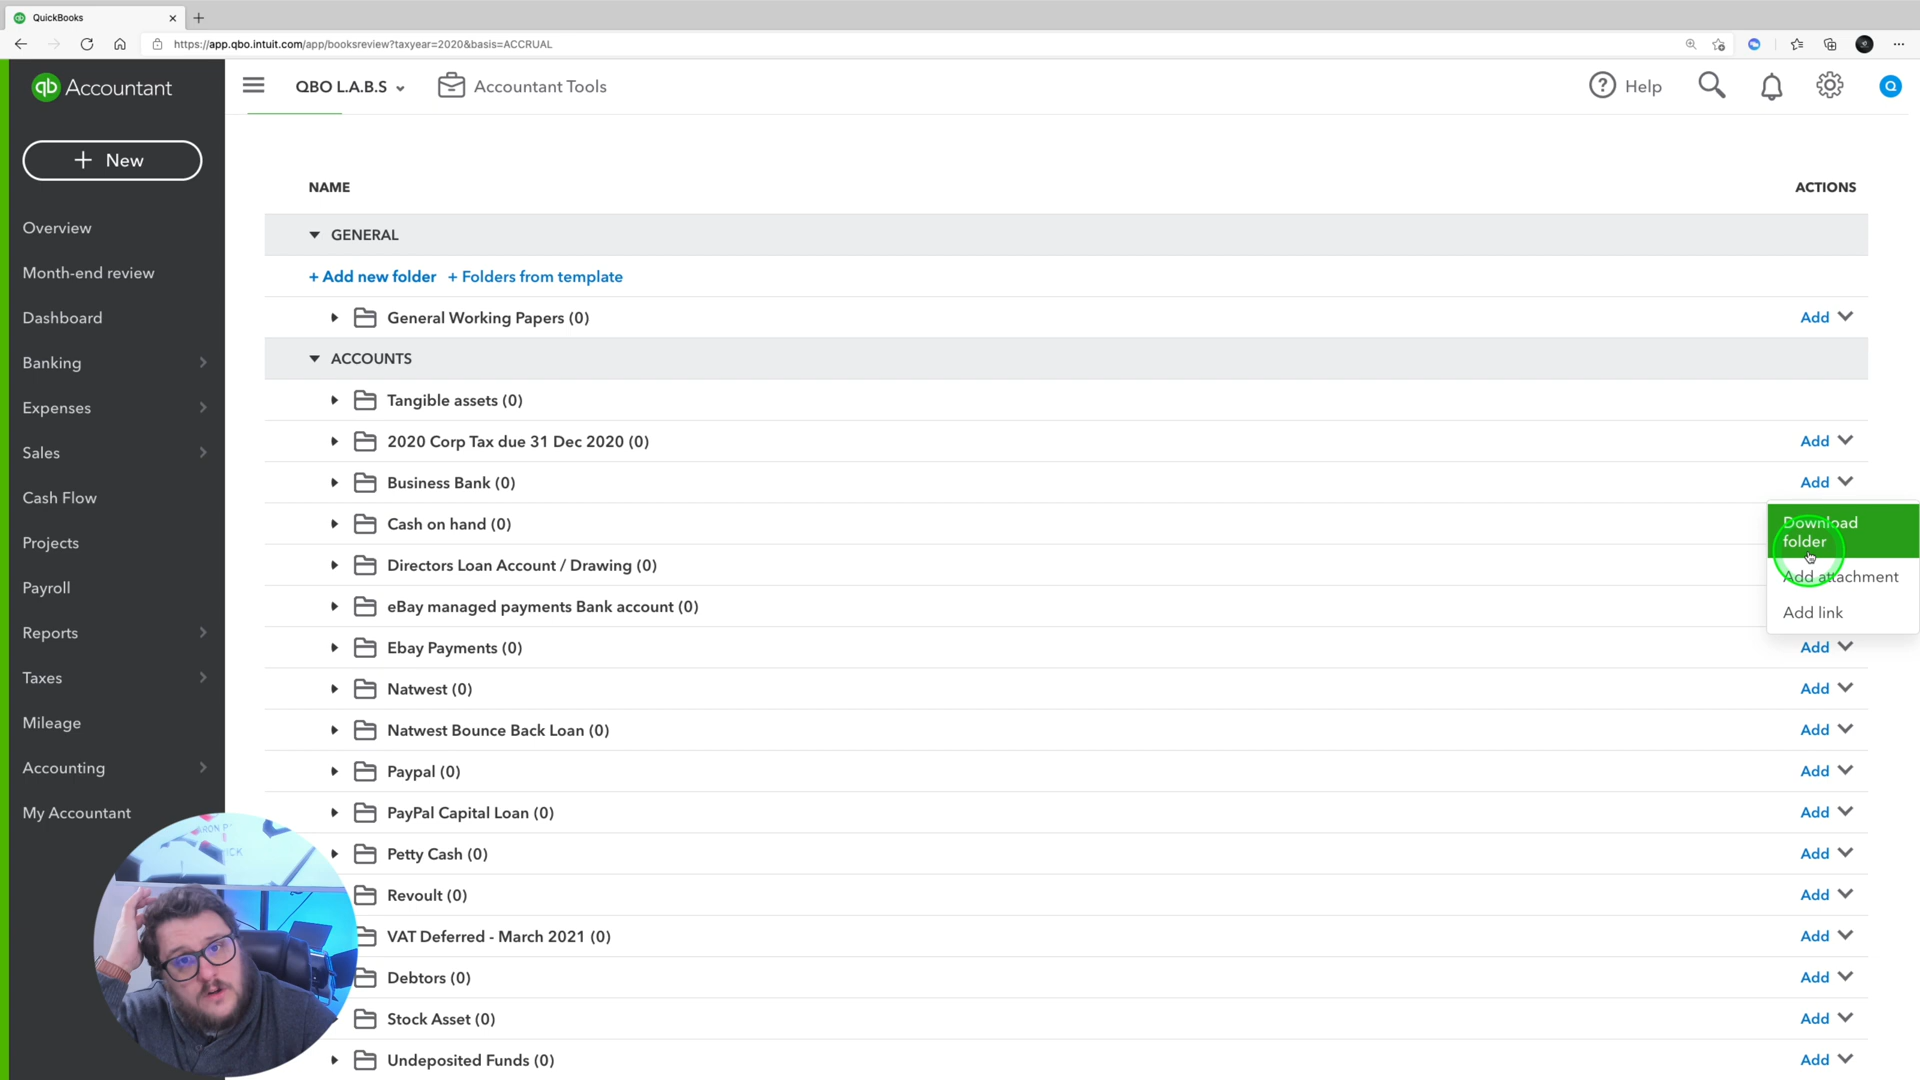 QuickBooks
https://app.qbo.intuit.com/app/booksreview?taxyear=2020&basis=ACCRUAL
qb Accountant
QBO L.A.B.S
Accountant Tools
Help
Q
+ New
Overview
Month-end review
Dashboard
Banking
Expenses
Sales
Cash Flow
Projects
Payroll
Reports
Taxes
Mileage
Accounting
My Accountant
NAME ACTIONS
GENERAL
+ Add new folder + Folders from template
General Working Papers (0) Add
ACCOUNTS
Tangible assets (0)
2020 Corp Tax due 31 Dec 2020 (0) Add
Business Bank (0) Add
Cash on hand (0)
Directors Loan Account / Drawing (0)
eBay managed payments Bank account (0)
Download
folder
Add attachment
Add link
Ebay Payments (0) Add
Natwest (0) Add
Natwest Bounce Back Loan (0) Add
Paypal (0) Add
PayPal Capital Loan (0) Add
Petty Cash (0) Add
Revoult (0) Add
VAT Deferred - March 2021 (0) Add
Debtors (0) Add
Stock Asset (0) Add
Undeposited Funds (0) Add